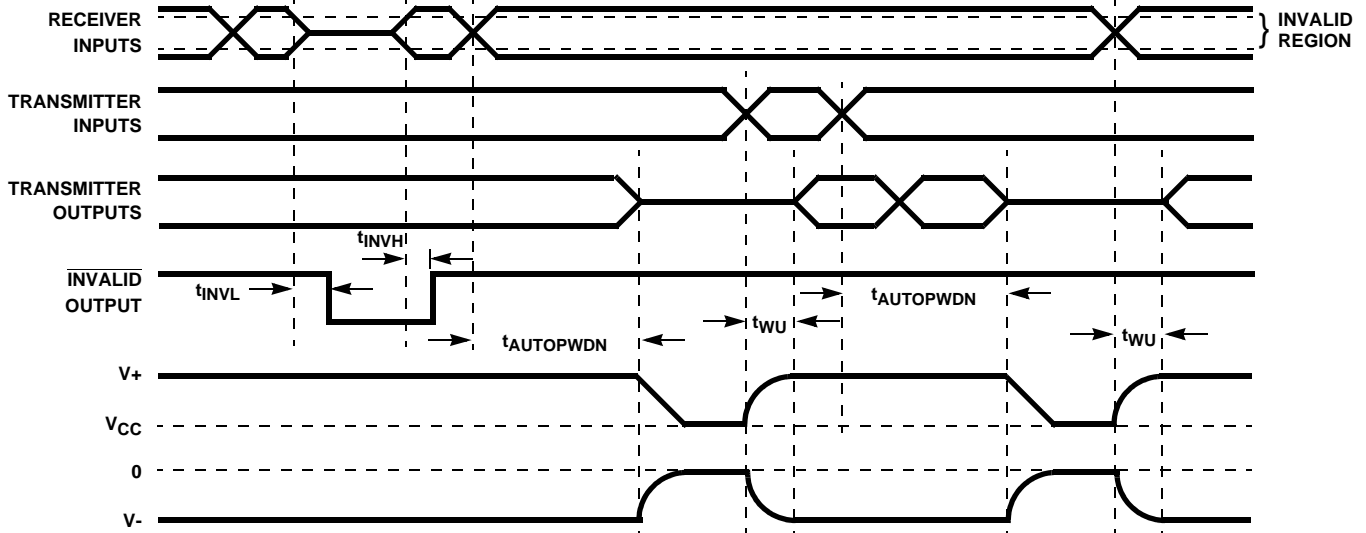 RECEIVER
INPUTS
} INVALID
REGION
TRANSMITTER
INPUTS
TRANSMITTER
OUTPUTS
tINVH
INVALID
OUTPUT
tINVL
tAUTOPWDN
tWU
tAUTOPWDN
tWU
V+
VCC
0
V-